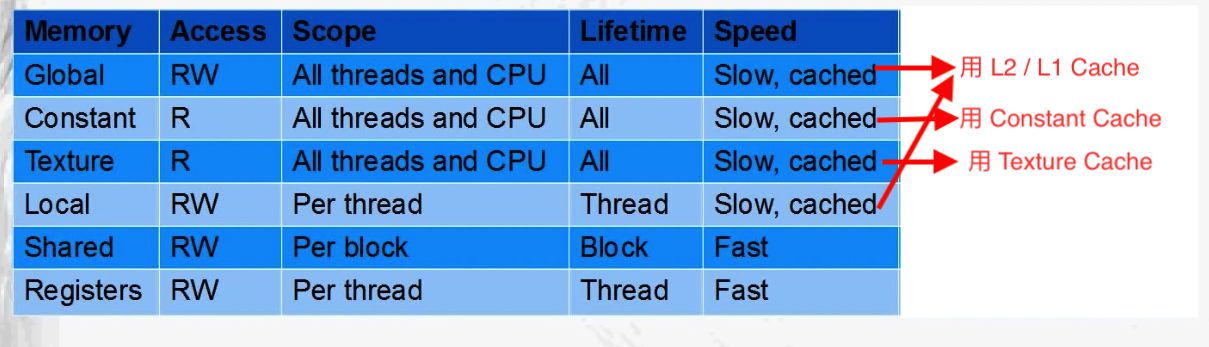 Memory Access Scope Lifetime Speed
Global RW All threads and CPU All Slow, cached 用 L2 / L1 Cache
Constant R All threads and CPU All Slow, cached 用 Constant Cache
Texture R All threads and CPU All Slow, cached 用 Texture Cache
Local RW Per thread Thread Slow, cached
Shared RW Per block Block Fast
Registers RW Per thread Thread Fast